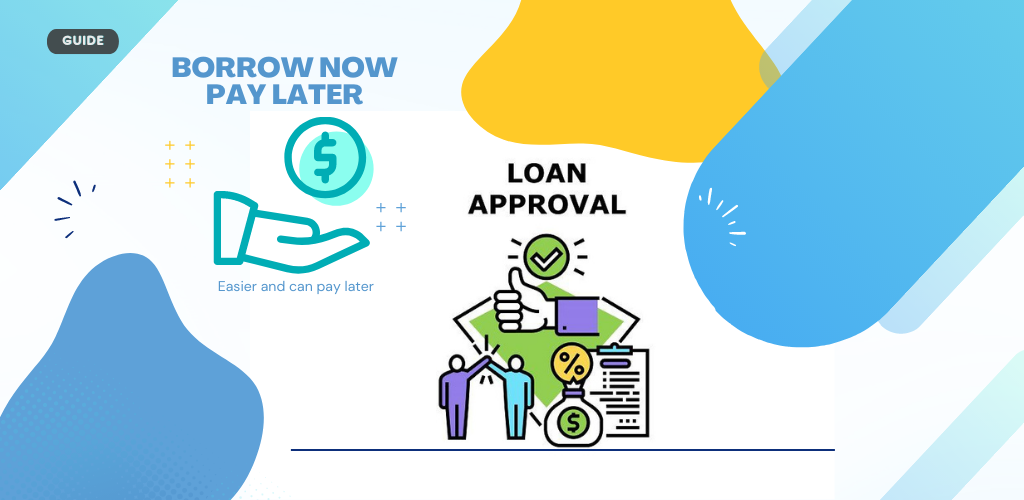 GUIDE
BORROW NOW
PAY LATER
$
Easier and can pay later
LOAN
APPROVAL
%
$